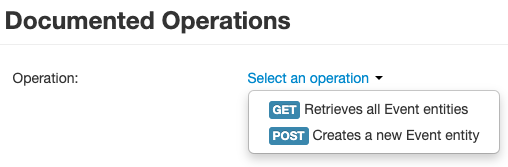 Documented Operations
Operation: Select an operation
GET Retrieves all Event entities
POST Creates a new Event entity